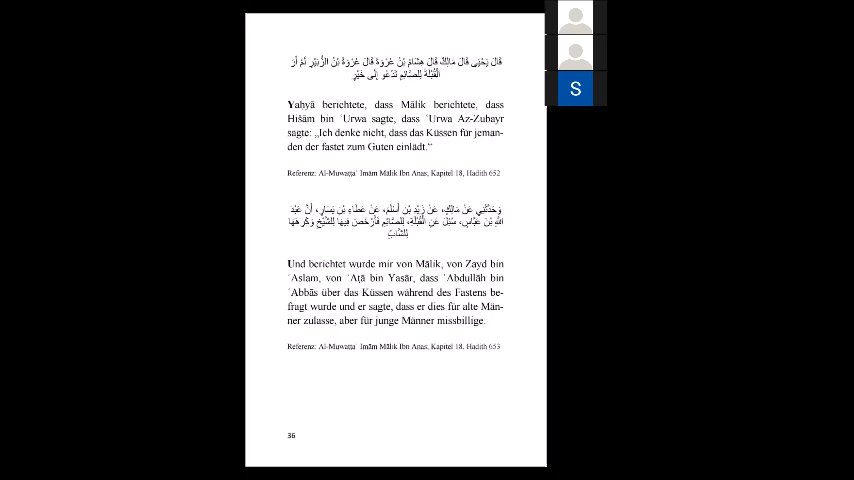 قَالَ يَحْيَى قَالَ مَالِكٌ قَالَ هِشَامُ بْنُ عُرْوَةَ قَالَ عُرْوَةُ بْنُ الزُّبَيْرِ لَمْ أَرَ
الْقُبْلَةَ لِلصَّائِمِ تَدْعُو إِلَى خَيْرٍ
Yaḥyā berichtete, dass Mālik berichtete, dass
Hišām bin ʿUrwa sagte, dass ʿUrwa Az-Zubayr
sagte: „Ich denke nicht, dass das Küssen für jeman-
den der fastet zum Guten einlädt.“
Referenz: Al-Muwaṭṭaʾ Imām Mālik Ibn Anas, Kapitel 18, Hadith 652
وَحَدَّثَنِي عَنْ مَالِكٍ، عَنْ زَيْدِ بْنِ أَسْلَمَ، عَنْ عَطَاءِ بْنِ يَسَارٍ، أَنَّ عَبْدَ
اللَّهِ بْنَ عَبَّاسٍ، سُئِلَ عَنِ الْقُبْلَةِ، لِلصَّائِمِ فَأَرْخَصَ فِيهَا لِلشَّيْخِ وَكَرِهَهَا
لِلشَّابِّ
Und berichtet wurde mir von Mālik, von Zayd bin
ʾAslam, von ʿAṭā bin Yasār, dass ʿAbdullāh bin
ʿAbbās über das Küssen während des Fastens be-
fragt wurde und er sagte, dass er dies für alte Män-
ner zulasse, aber für junge Männer missbillige.
Referenz: Al-Muwaṭṭaʾ Imām Mālik Ibn Anas, Kapitel 18, Hadith 653
36
S